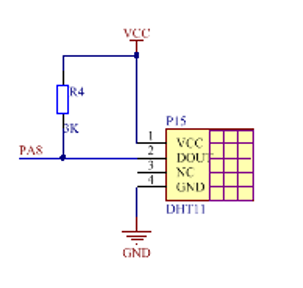 VCC
R4
3K
P15
PA8
1
2
3
4
VCC
DOUT
NC
GND
DHT11
GND